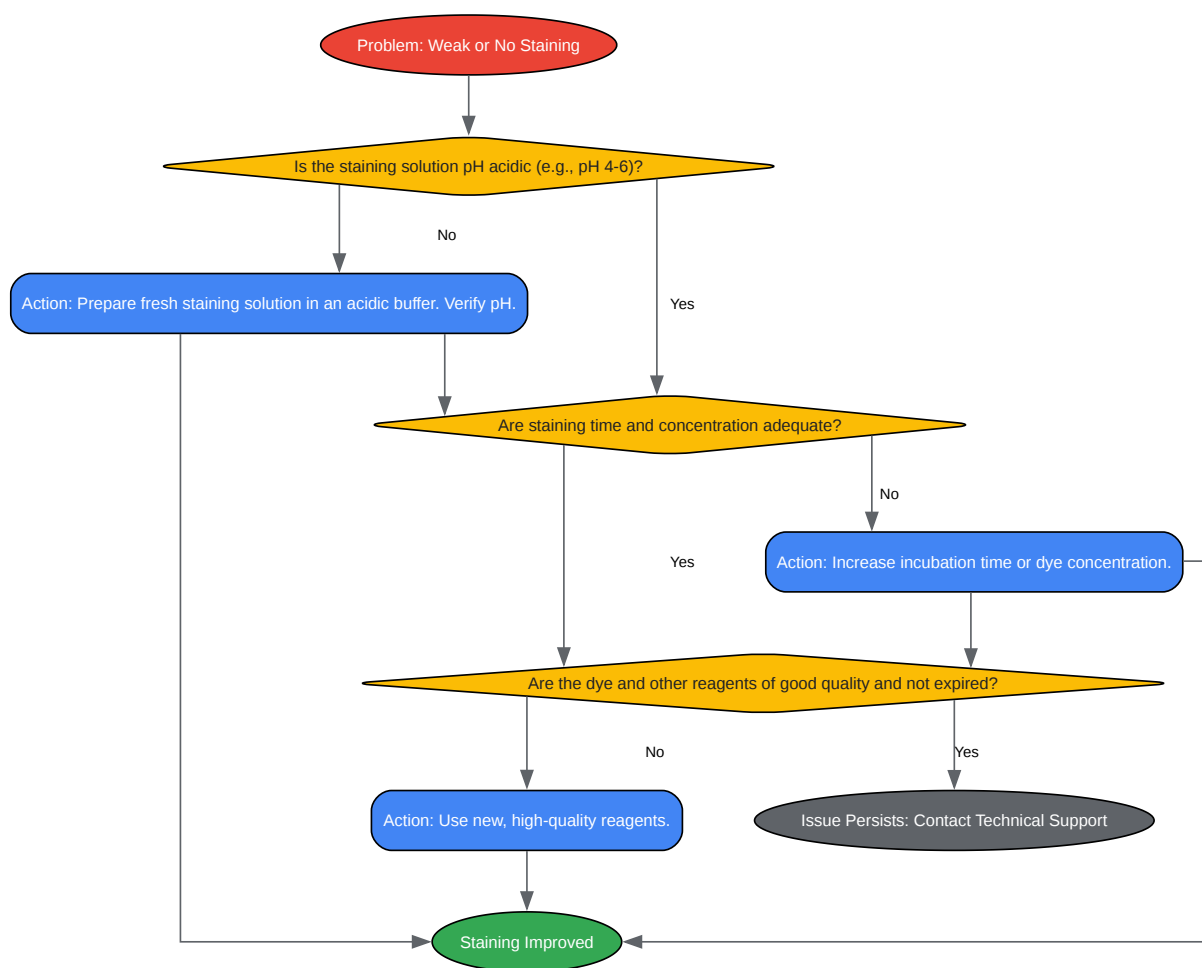 Problem: Weak or No Staining
Is the staining solution pH acidic (e.g., pH 4-6)?
No
Action: Prepare fresh staining solution in an acidic buffer. Verify pH.
Yes
Are staining time and concentration adequate?
No
Yes
Action: Increase incubation time or dye concentration.
Are the dye and other reagents of good quality and not expired?
No
Yes
Action: Use new, high-quality reagents.
Issue Persists: Contact Technical Support
Staining Improved